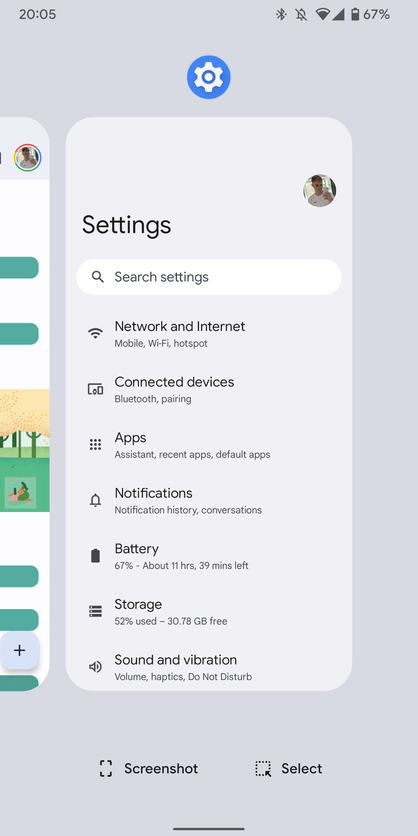 20:05
67%
Settings
Search settings
Network and Internet
Mobile, Wi-Fi, hotspot
Connected devices
Bluetooth, pairing
Apps
Assistant, recent apps, default apps
Notifications
Notification history, conversations
Battery
67% - About 11 hrs, 39 mins left
Storage
52% used – 30.78 GB free
Sound and vibration
Volume, haptics, Do Not Disturb
Screenshot
Select